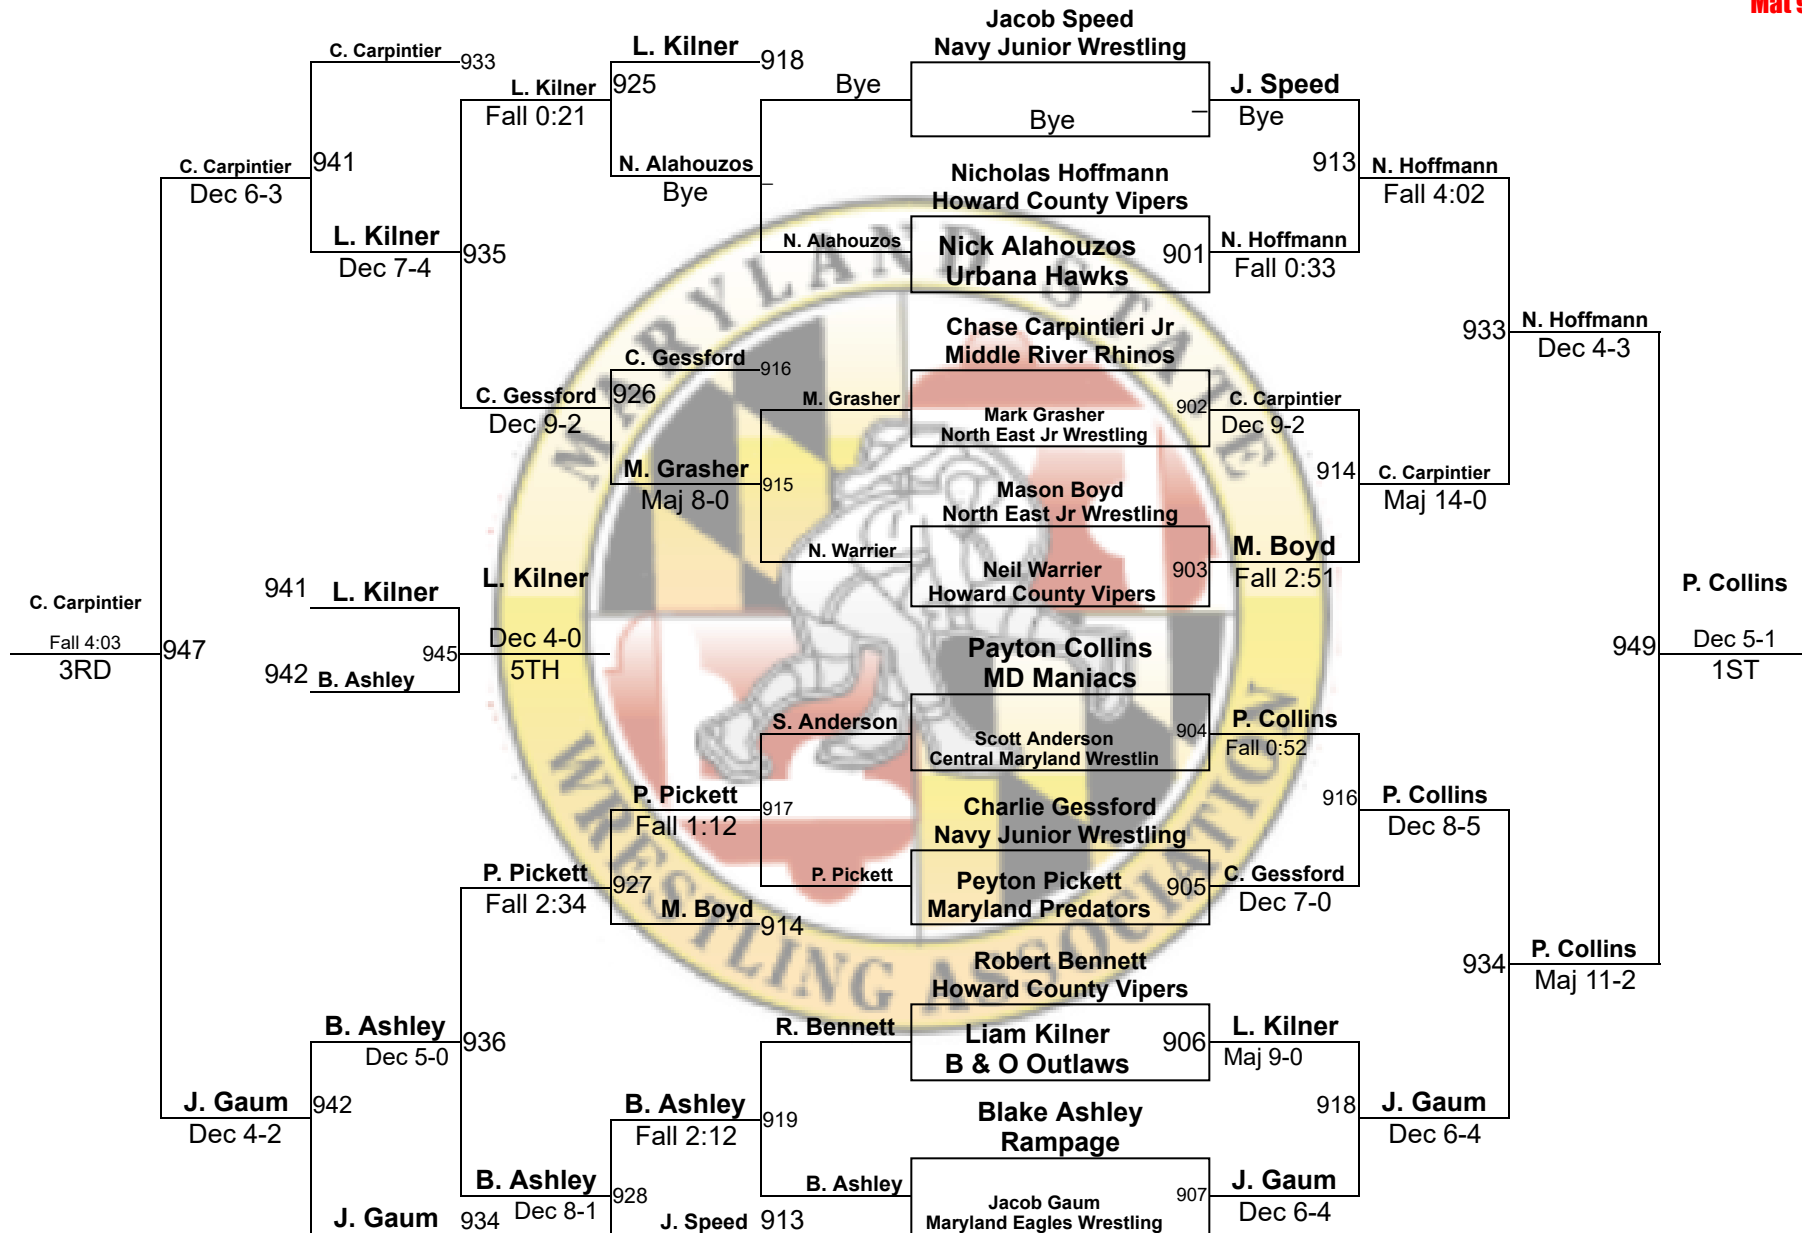 Mat 9
Jacob Speed
Navy Junior Wrestling
C. Carpintier
933
L. Kilner
918
L. Kilner
925
Fall 0:21
Bye
Bye
J. Speed
Bye
N. Alahouzos
Bye
C. Carpintier
941
Dec 6-3
913
N. Hoffmann
Fall 4:02
Nicholas Hoffmann
Howard County Vipers
N. Alahouzos
Nick Alahouzos
Urbana Hawks
901
N. Hoffmann
Fall 0:33
L. Kilner
935
Dec 7-4
Chase Carpintieri Jr
Middle River Rhinos
933
N. Hoffmann
Dec 4-3
C. Gessford
916
C. Gessford
926
Dec 9-2
M. Grasher
Mark Grasher
North East Jr Wrestling
902
C. Carpintier
Dec 9-2
M. Grasher
915
Maj 8-0
914
C. Carpintier
Maj 14-0
Mason Boyd
North East Jr Wrestling
N. Warrier
Neil Warrier
Howard County Vipers
903
M. Boyd
Fall 2:51
941
L. Kilner
L. Kilner
C. Carpintier
Fall 4:03
3RD
947
945
Dec 4-0
5TH
942
B. Ashley
P. Collins
949
Dec 5-1
1ST
Payton Collins
MD Maniacs
S. Anderson
Scott Anderson
Central Maryland Wrestlin
904
P. Collins
Fall 0:52
P. Pickett
917
Fall 1:12
Charlie Gessford
Navy Junior Wrestling
916
P. Collins
Dec 8-5
P. Pickett
927
Fall 2:34
M. Boyd
914
P. Pickett
Peyton Pickett
Maryland Predators
905
C. Gessford
Dec 7-0
Robert Bennett
Howard County Vipers
934
P. Collins
Maj 11-2
B. Ashley
936
Dec 5-0
R. Bennett
Liam Kilner
B & O Outlaws
906
L. Kilner
Maj 9-0
J. Gaum
942
Dec 4-2
B. Ashley
919
Fall 2:12
Blake Ashley
Rampage
918
J. Gaum
Dec 6-4
B. Ashley
928
Dec 8-1
B. Ashley
Jacob Gaum
Maryland Eagles Wrestling
907
J. Gaum
Dec 6-4
J. Gaum
934
J. Speed
913
MARYLAND STATE
WRESTLING ASSOCIATION